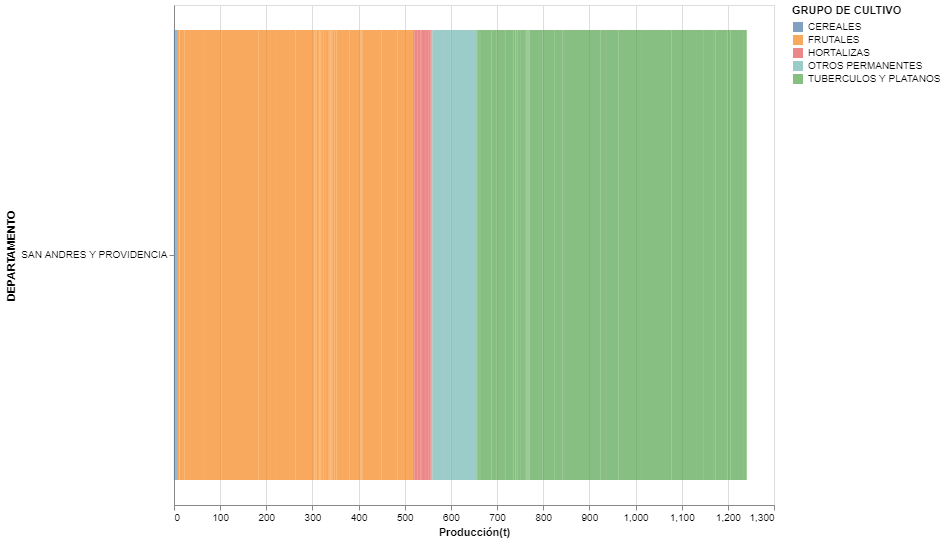 GRUPO DE CULTIVO
CEREALES
FRUTALES
HORTALIZAS
OTROS PERMANENTES
TUBERCULOS Y PLATANOS
DEPARTAMENTO
SAN ANDRES Y PROVIDENCIA
0 100 200 300 400 500 600 700 800 900 1,000 1,100 1,200 1,300
Producción(t)